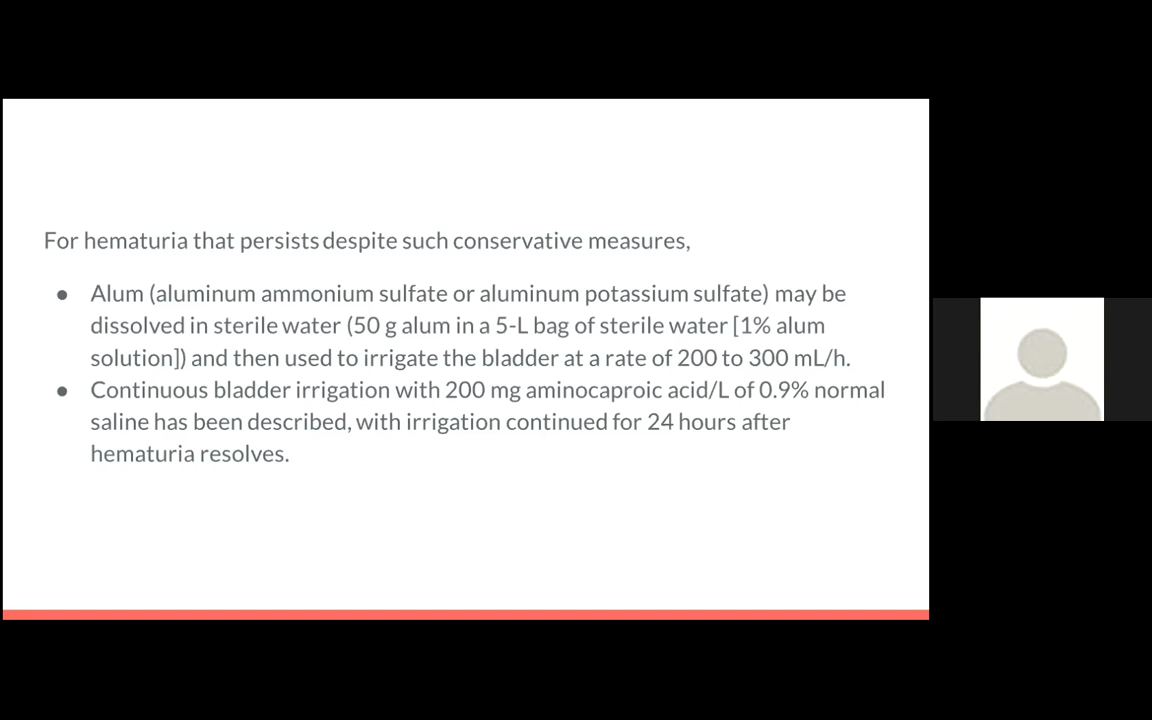 For hematuria that persists despite such conservative measures,
● Alum (aluminum ammonium sulfate or aluminum potassium sulfate) may be
dissolved in sterile water (50 g alum in a 5-L bag of sterile water [1% alum
solution]) and then used to irrigate the bladder at a rate of 200 to 300 mL/h.
● Continuous bladder irrigation with 200 mg aminocaproic acid/L of 0.9% normal
saline has been described, with irrigation continued for 24 hours after
hematuria resolves.